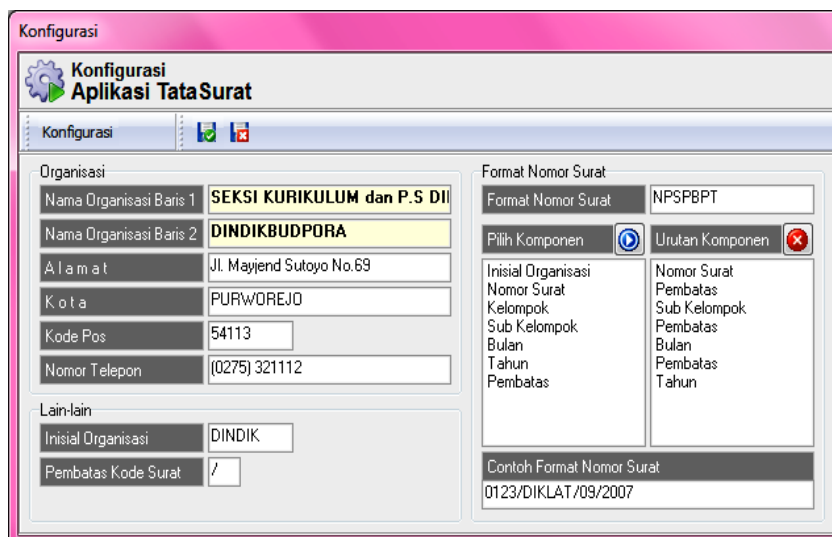 Konfigurasi
Konfigurasi
Aplikasi TataSurat
Konfigurasi
Organisasi
Nama Organisasi Baris 1 SEKSI KURIKULUM dan P.S
Nama Organisasi Baris 2 DINDIKBUDPORA
Alamat Jl. Mayjend Sutoyo No.69
Kota PURWOREJO
Kode Pos 54113
Nomor Telepon (0275) 321112
Lain-lain
Inisial Organisasi DINDIK
Pembatas Kode Surat /
Format Nomor Surat
Format Nomor Surat NPSPBPT
Pilih Komponen
Inisial Organisasi
Nomor Surat
Kelompok
Sub Kelompok
Bulan
Tahun
Pembatas
Urutan Komponen
Nomor Surat
Pembatas
Sub Kelompok
Pembatas
Bulan
Pembatas
Tahun
Contoh Format Nomor Surat
0123/DIKLAT/09/2007